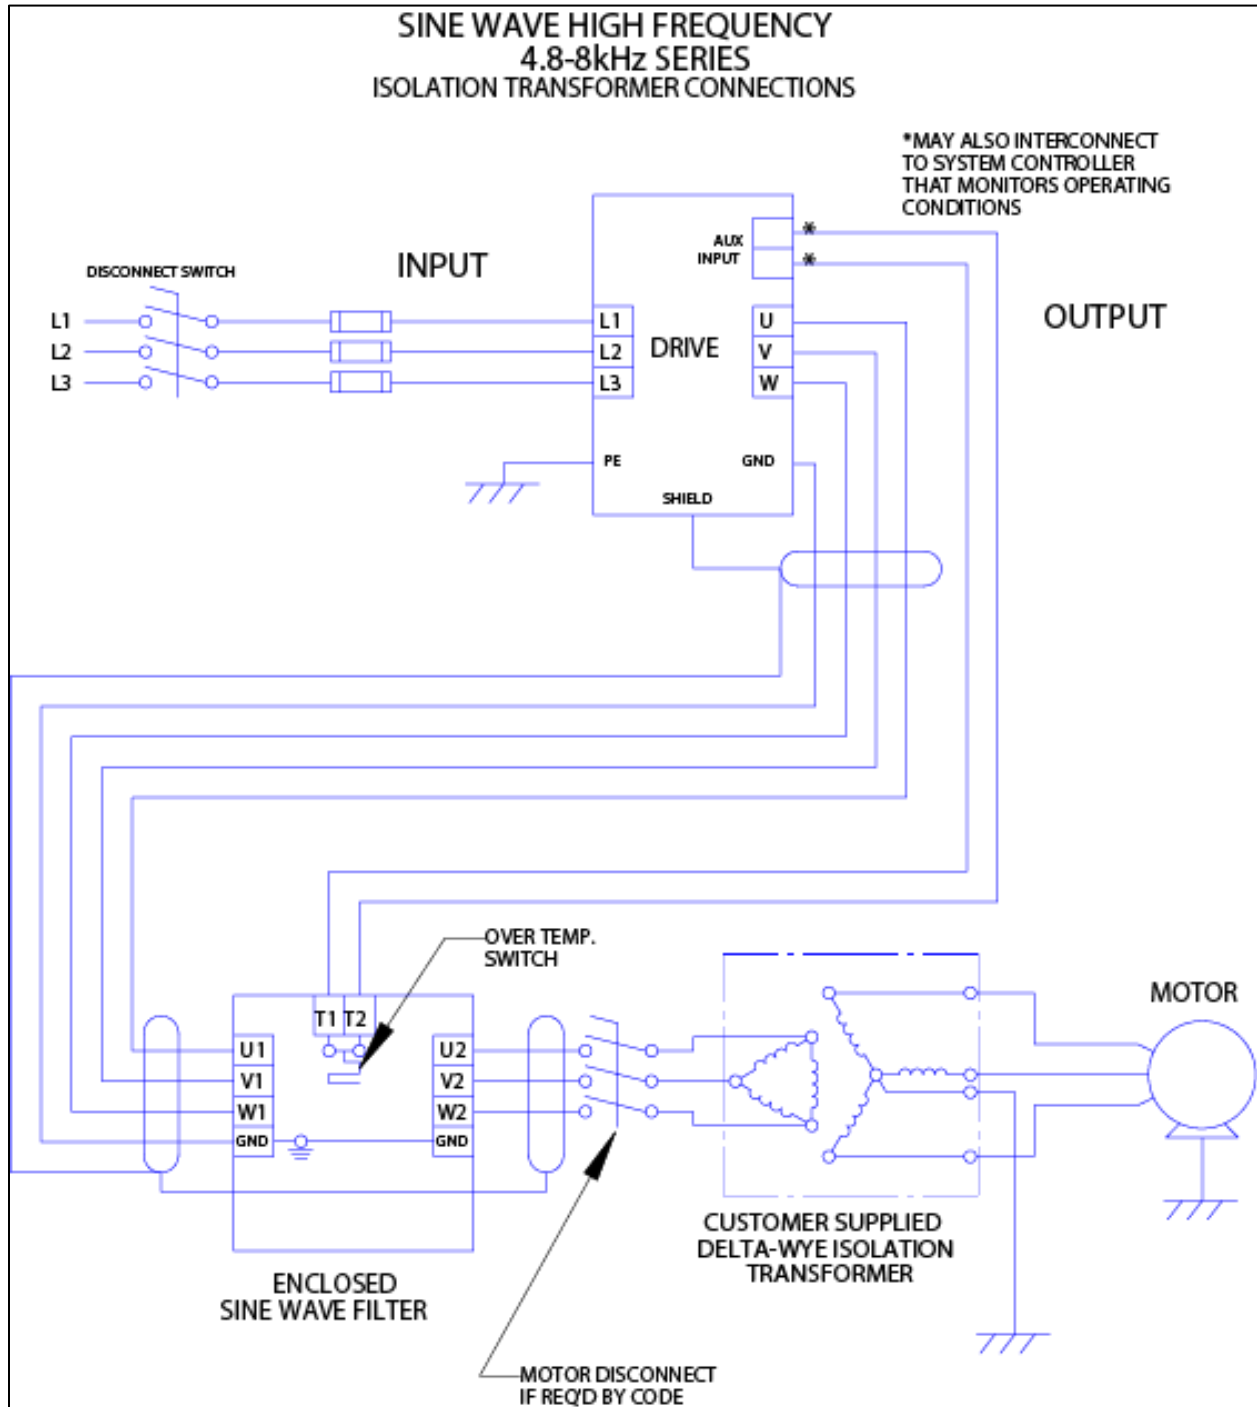 SINE WAVE HIGH FREQUENCY
4.8-8kHz SERIES
ISOLATION TRANSFORMER CONNECTIONS
*MAY ALSO INTERCONNECT
TO SYSTEM CONTROLLER
THAT MONITORS OPERATING
CONDITIONS
AUX
INPUT
*
*
DISCONNECT SWITCH
INPUT
OUTPUT
L1
L2
L3
L1
L2
L3
DRIVE
U
V
W
PE
GND
SHIELD
OVER TEMP.
SWITCH
T1 T2
U1
V1
W1
GND
U2
V2
W2
GND
MOTOR
ENCLOSED
SINE WAVE FILTER
CUSTOMER SUPPLIED
DELTA-WYE ISOLATION
TRANSFORMER
MOTOR DISCONNECT
IF REQ'D BY CODE